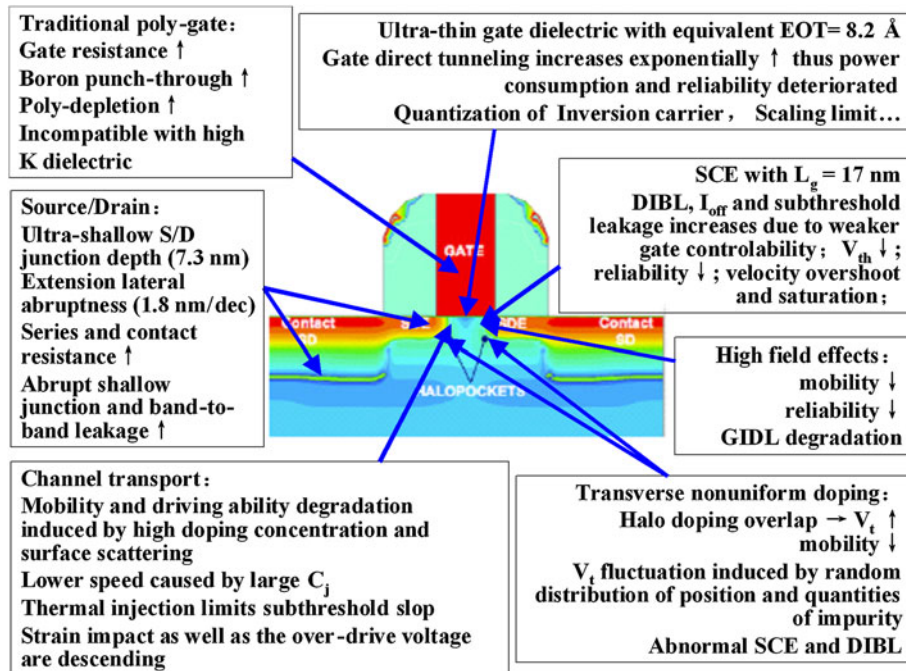 Traditional poly-gate:
Gate resistance ↑
Boron punch-through ↑
Poly-depletion ↑
Incompatible with high
K dielectric
Ultra-thin gate dielectric with equivalent EOT= 8.2 Å
Gate direct tunneling increases exponentially ↑ thus power
consumption and reliability deteriorated
Quantization of Inversion carrier, Scaling limit…
Source/Drain:
Ultra-shallow S/D
junction depth (7.3 nm)
Extension lateral
abruptness (1.8 nm/dec)
Series and contact
resistance ↑
Abrupt shallow
junction and band-to-
band leakage ↑
SCE with Lg = 17 nm
DIBL, Ioff and subthreshold
leakage increases due to weaker
gate controlability; Vth ↓;
reliability ↓; velocity overshoot
and saturation;
GATE
Contact
SD
Contact
SD
HALOPOCKETS
High field effects:
mobility ↓
reliability ↓
GIDL degradation
Channel transport:
Mobility and driving ability degradation
induced by high doping concentration and
surface scattering
Lower speed caused by large Cj
Thermal injection limits subthreshold slop
Strain impact as well as the over-drive voltage
are descending
Transverse nonuniform doping:
Halo doping overlap → Vt ↑
mobility ↓
Vt fluctuation induced by random
distribution of position and quantities
of impurity
Abnormal SCE and DIBL